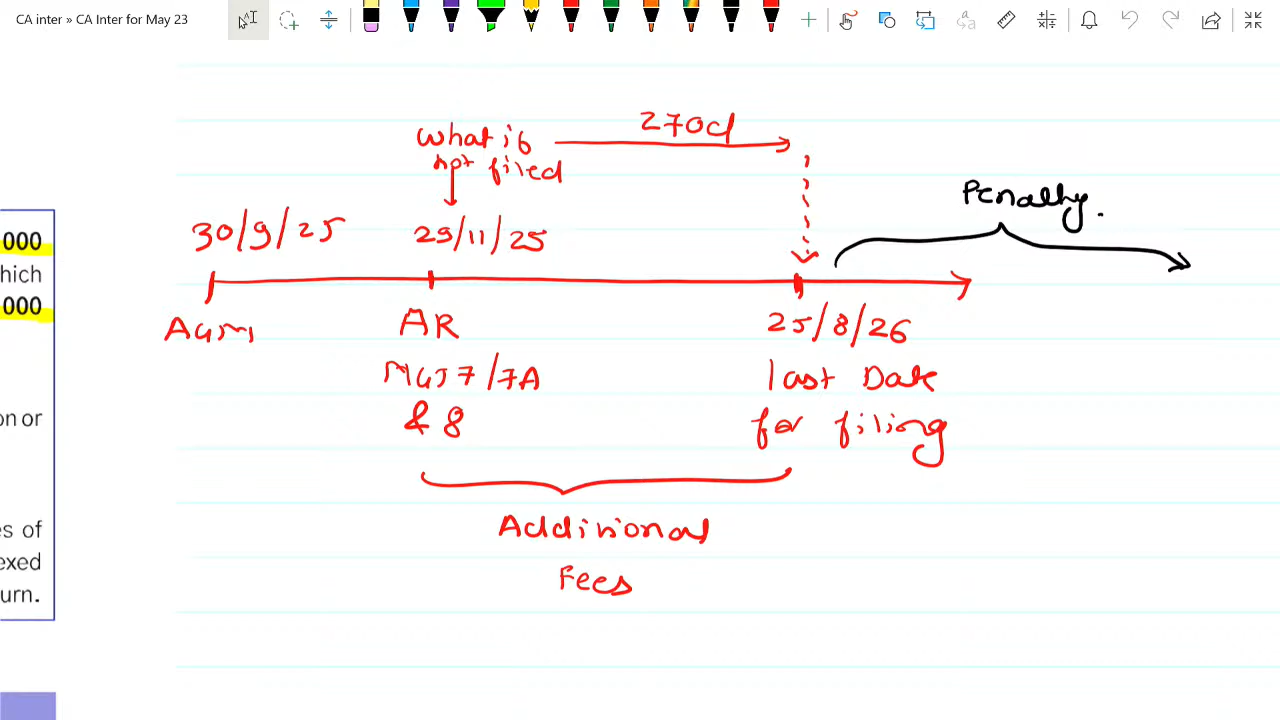 CA inter » CA Inter for May 23
What if
not filed
270d
Penalty.
30/9/25
29/11/25
000
hich
000
AGM
AR
25/8/26
MGT 7/7A
last Date
& 8
for filing
on or
Additional
Fees
es of
exed
urn.